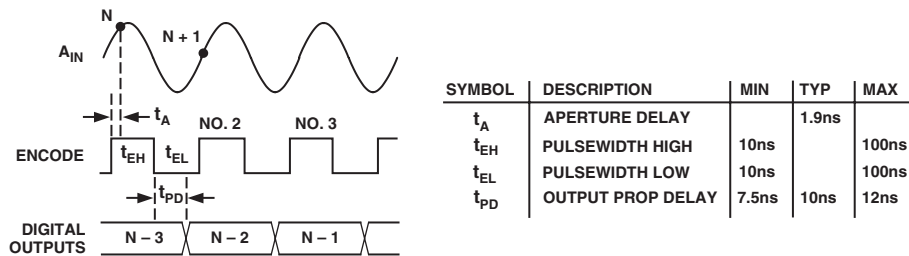 N
N + 1
A_IN
t_A
NO. 2
NO. 3
ENCODE
t_EH
t_EL
t_PD
DIGITAL
OUTPUTS
N – 3
N – 2
N – 1
SYMBOL DESCRIPTION MIN TYP MAX
t_A APERTURE DELAY 1.9ns
t_EH PULSEWIDTH HIGH 10ns 100ns
t_EL PULSEWIDTH LOW 10ns 100ns
t_PD OUTPUT PROP DELAY 7.5ns 10ns 12ns